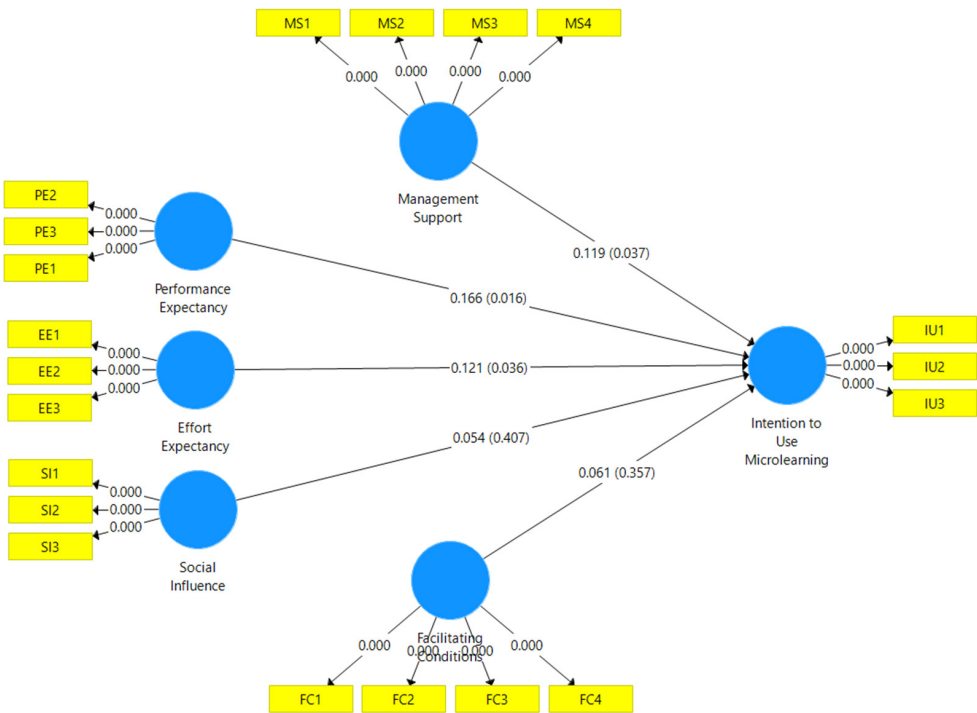 MS1 MS2 MS3 MS4
0.000 0.000 0.000 0.000
Management
Support
PE2
PE3
PE1
0.000
0.000
0.000
Performance
Expectancy
0.119 (0.037)
0.166 (0.016)
EE1
EE2
EE3
0.000
0.000
0.000
Effort
Expectancy
0.121 (0.036)
IU1
IU2
IU3
0.000
0.000
0.000
Intention to
Use
Microlearning
SI1
SI2
SI3
0.000
0.000
0.000
Social
Influence
0.054 (0.407)
0.061 (0.357)
Facilitating
Conditions
0.000 0.000 0.000 0.000
FC1 FC2 FC3 FC4